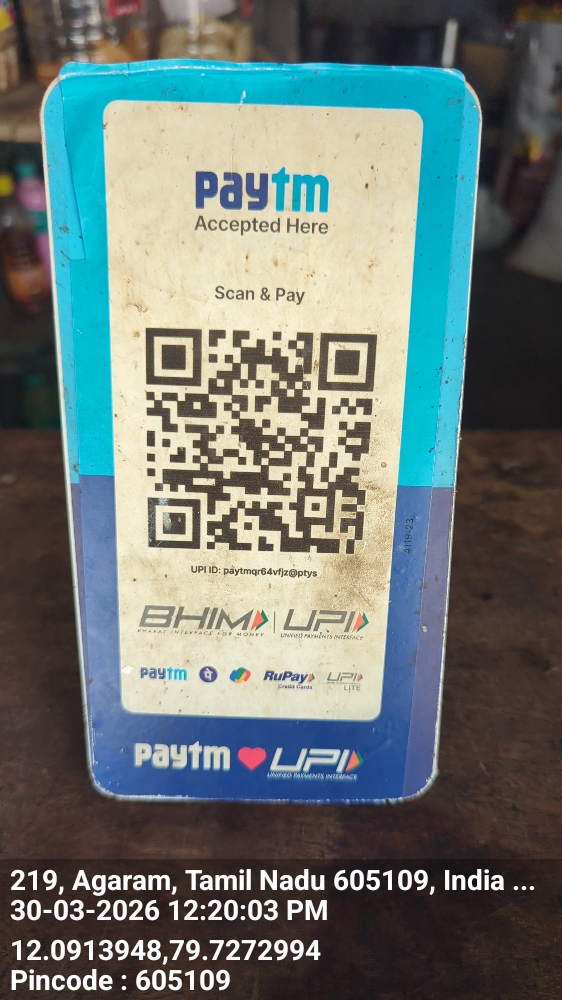 paytm
Accepted Here
Scan & Pay
4119-23
UPI ID: paytmqr64vfjz@ptys
BHIM | UPI
BHARAT INTERFACE FOR MONEY UNIFIED PAYMENTS INTERFACE
paytm RuPay UPI
Credit Cards LITE
paytm UPI
UNIFIED PAYMENTS INTERFACE
219, Agaram, Tamil Nadu 605109, India ...
30-03-2026 12:20:03 PM
12.0913948,79.7272994
Pincode : 605109